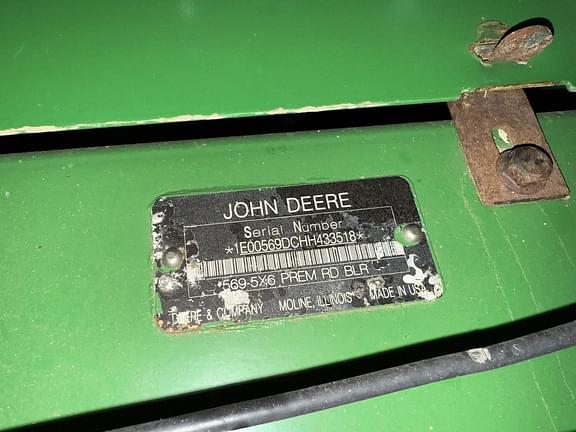 JOHN DEERE
Serial Number
*1E00569DCHH433518*
569-5X6 PREM RD BLR
DEERE & COMPANY MOLINE, ILLINOIS MADE IN USA